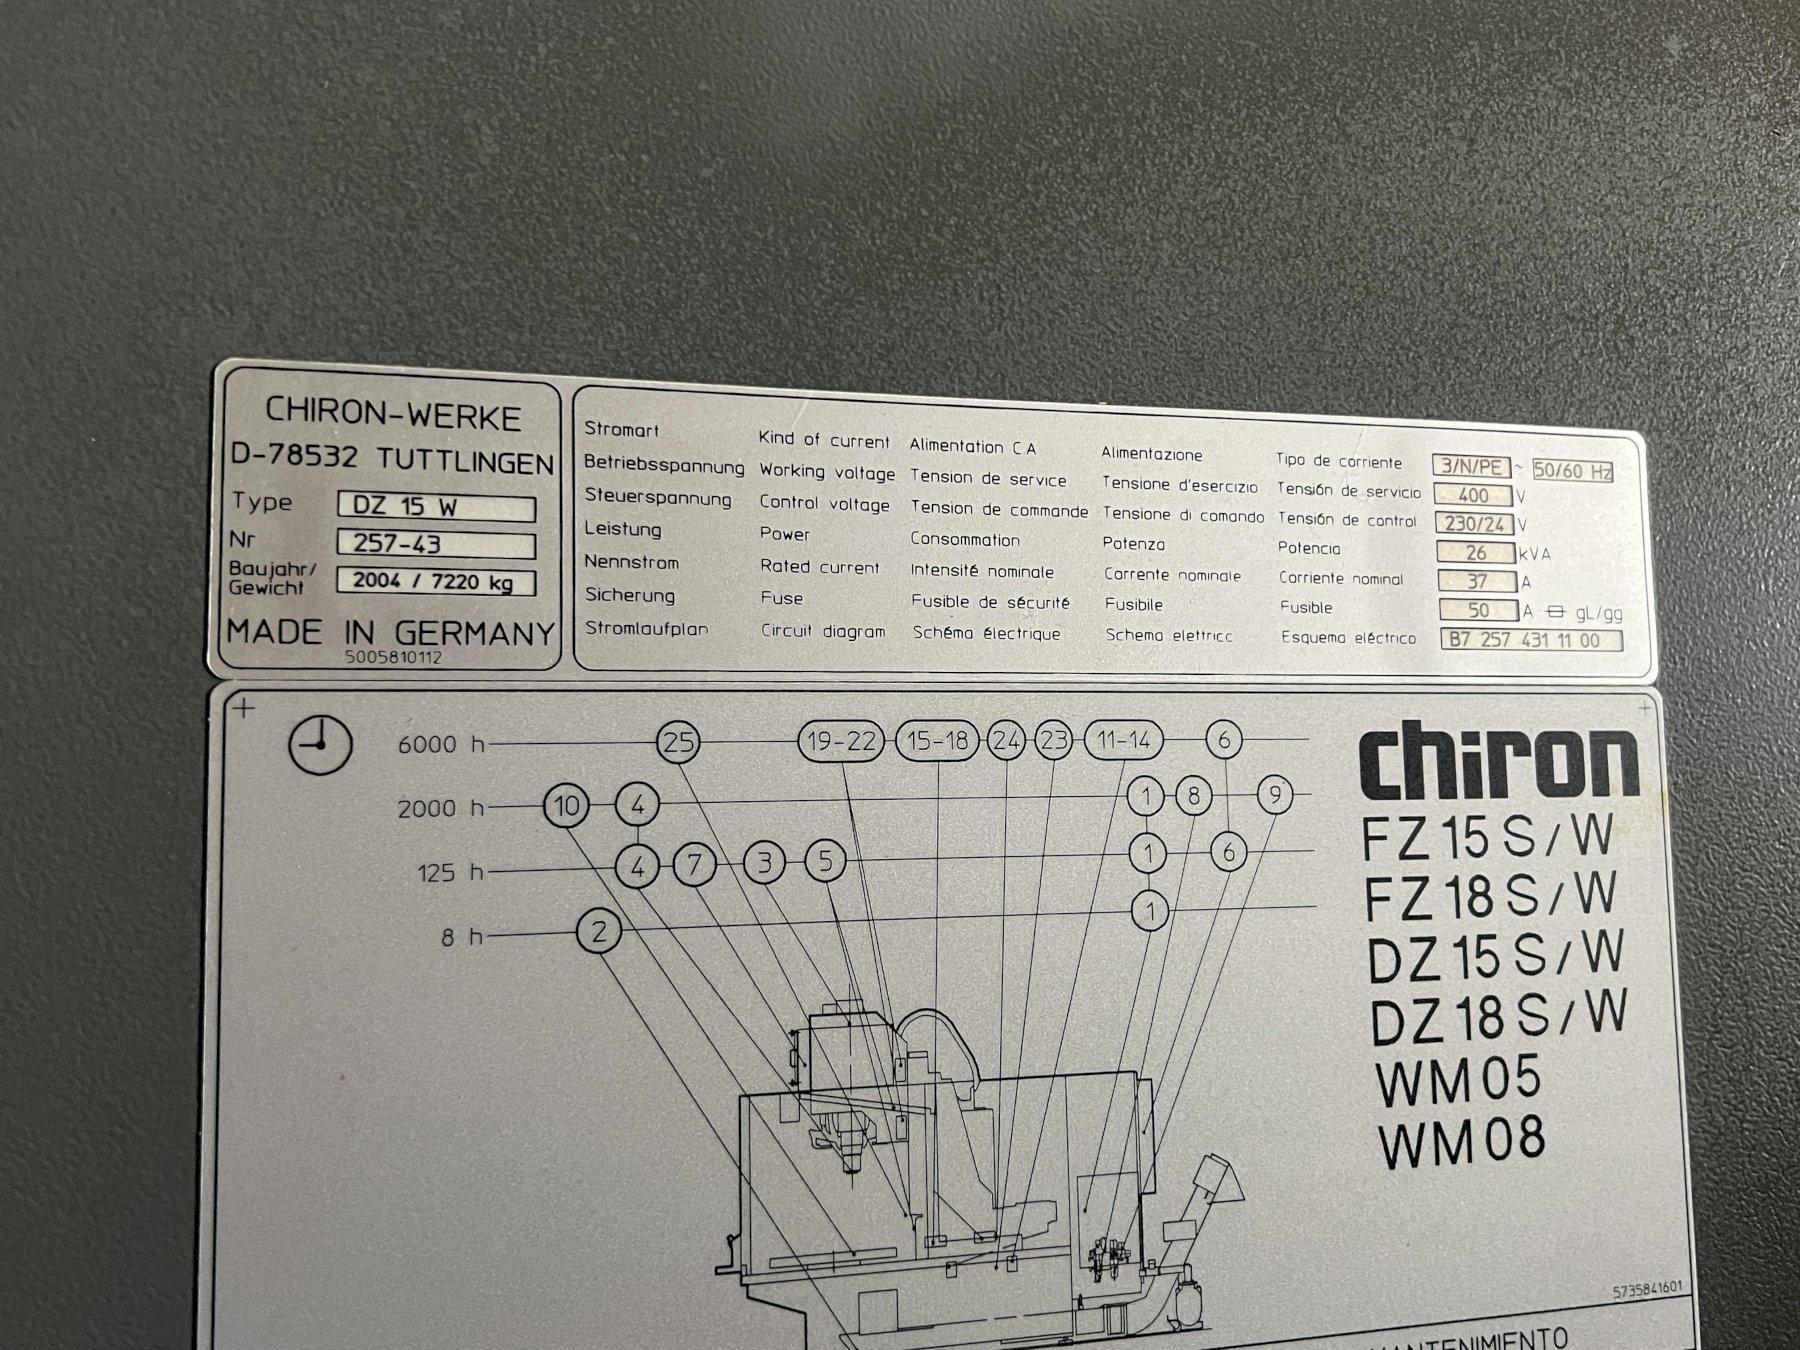 CHIRON-WERKE
D-78532 TUTTLINGEN
Type DZ 15 W
Nr 257-43
Baujahr/
Gewicht 2004 / 7220 kg
MADE IN GERMANY
5005810112
Stromart Kind of current Alimentation C.A Alimentazione Tipo de corriente 3/N/PE ~ 50/60 Hz
Betriebsspannung Working voltage Tension de service Tensione d'esercizio Tensión de servicio 400 V
Steuerspannung Control voltage Tension de commande Tensione di comando Tensión de control 230/24 V
Leistung Power Consommation Potenza Potencia 26 kVA
Nennstrom Rated current Intensité nominale Corrente nominale Corriente nominal 37 A
Sicherung Fuse Fusible de sécurité Fusibile Fusible 50 A gL/gg
Stromlaufplan Circuit diagram Schéma électrique Schema elettricc Esquema eléctrico B7 257 431 11 00
6000 h 25 19-22 15-18 24 23 11-14 6
2000 h 10 4 1 8 9
125 h 4 7 3 5 1 6
8 h 2 1
chiron
FZ 15 S/W
FZ 18 S/W
DZ 15 S/W
DZ 18 S/W
WM 05
WM 08
5735841601
MANTENIMIENTO